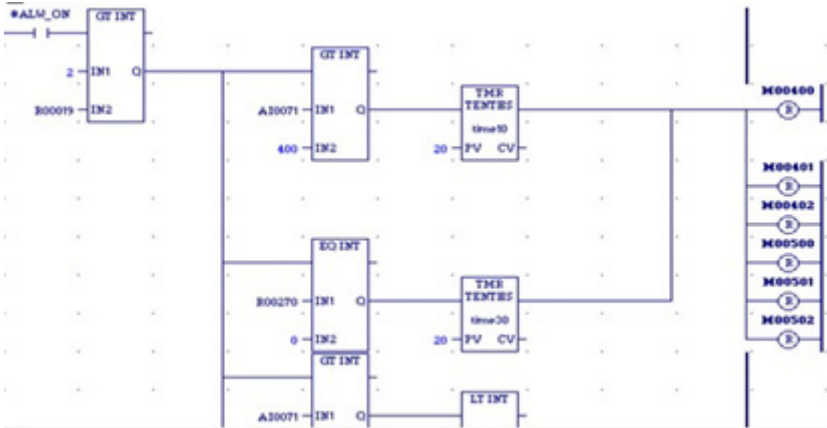 #ALW_ON
GT INT
2 IN1 Q
R00019 IN2
GT INT
AI0071 IN1 Q
400 IN2
TMR
TENTHS
time10
20 PV CV
M00400
R
M00401
R
M00402
R
M00500
R
M00501
R
M00502
R
EQ INT
R00270 IN1 Q
0 IN2
TMR
TENTHS
time30
20 PV CV
GT INT
AI0071 IN1 Q
LT INT